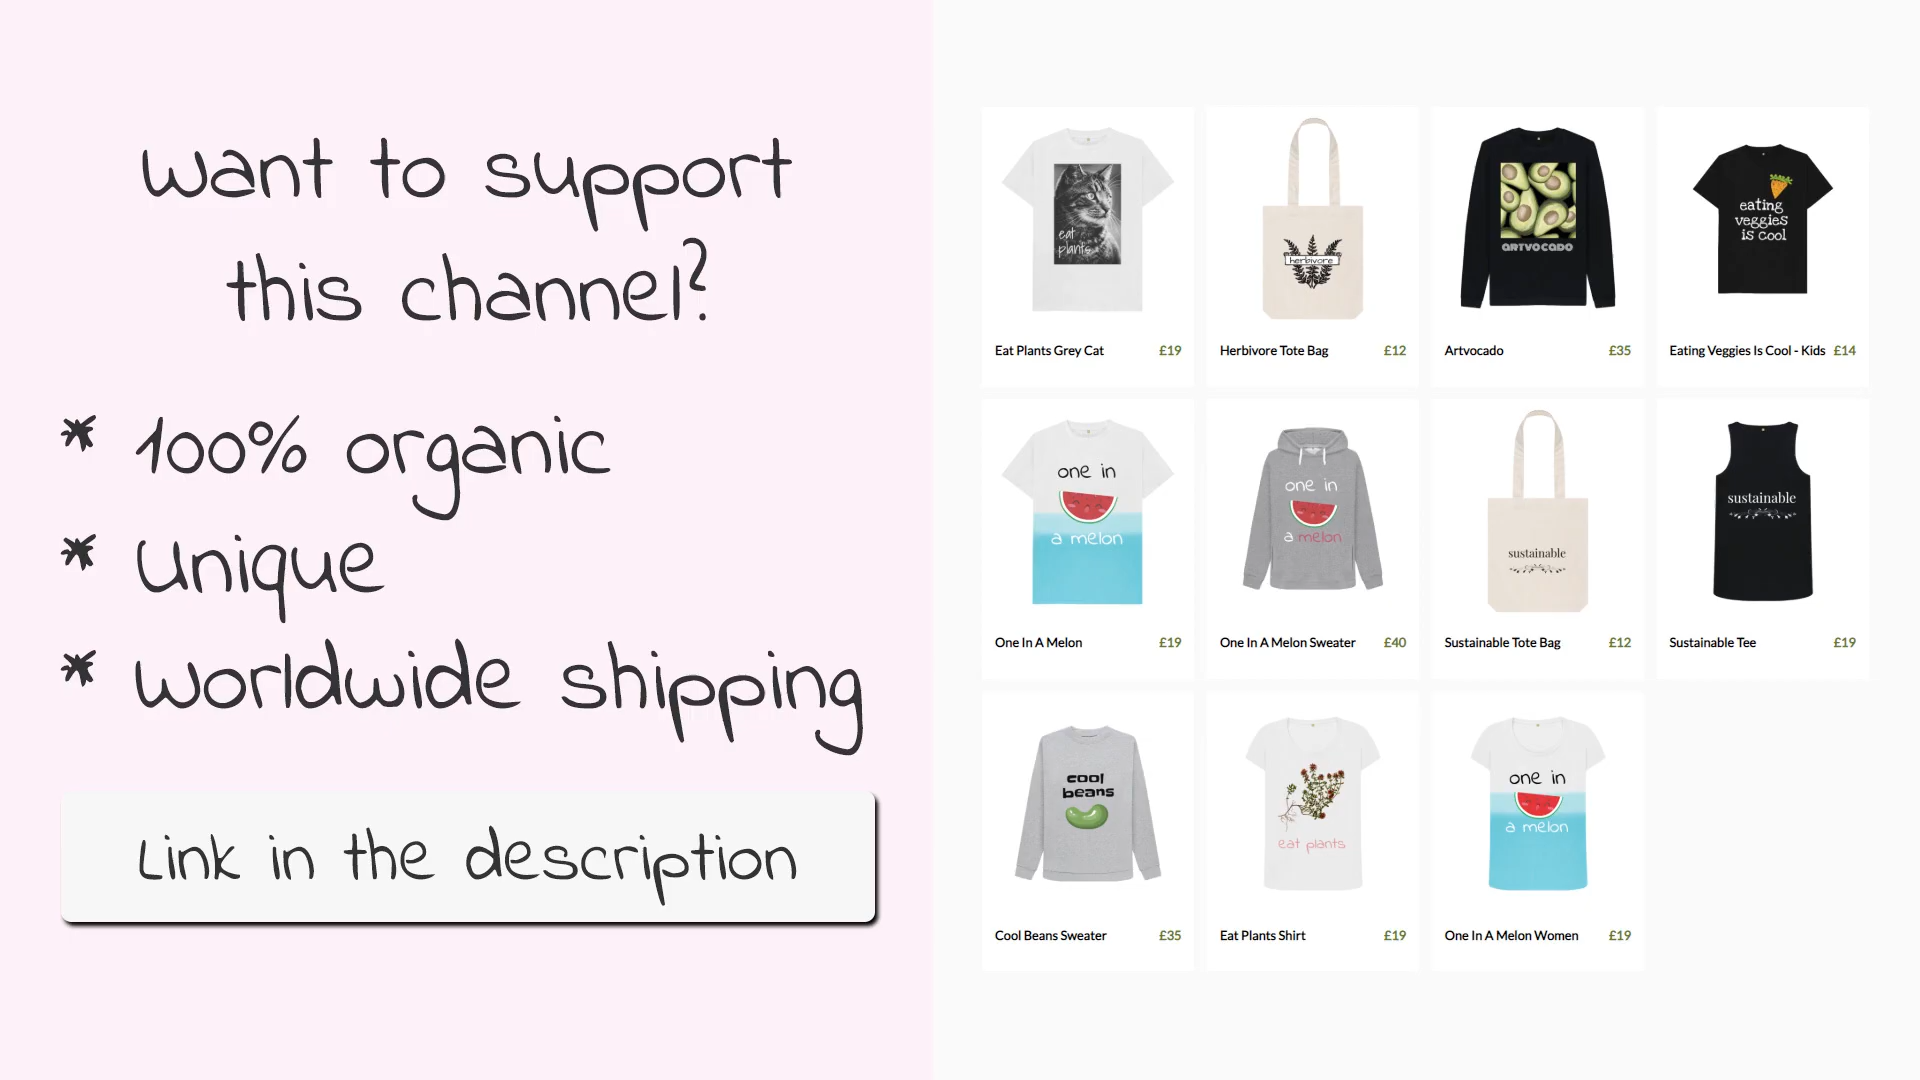 Want to support
this channel?
* 100% organic
* Unique
* Worldwide shipping
Link in the description
eat
plants
Eat Plants Grey Cat £19
herbivore
Herbivore Tote Bag £12
ARTVOCADO
Artvocado £35
eating
veggies
is cool
Eating Veggies Is Cool - Kids £14
one in
a melon
One In A Melon £19
one in
a melon
One In A Melon Sweater £40
sustainable
Sustainable Tote Bag £12
sustainable
Sustainable Tee £19
cool
beans
Cool Beans Sweater £35
eat plants
Eat Plants Shirt £19
one in
a melon
One In A Melon Women £19